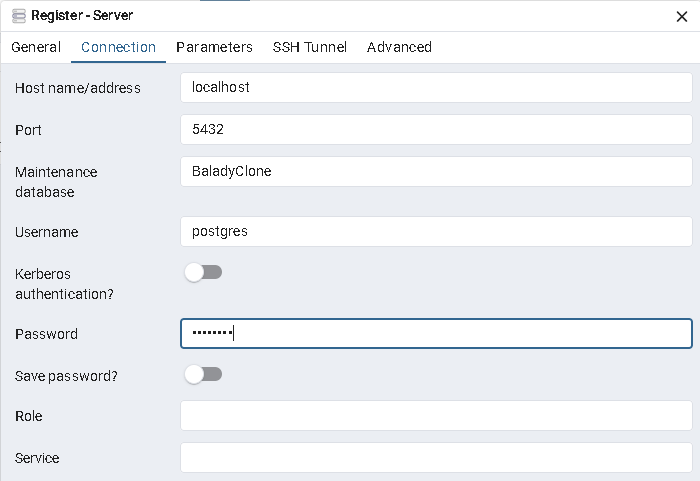 Register - Server
General Connection Parameters SSH Tunnel Advanced
Host name/address localhost
Port 5432
Maintenance database BaladyClone
Username postgres
Kerberos authentication?
Password ••••••••
Save password?
Role
Service